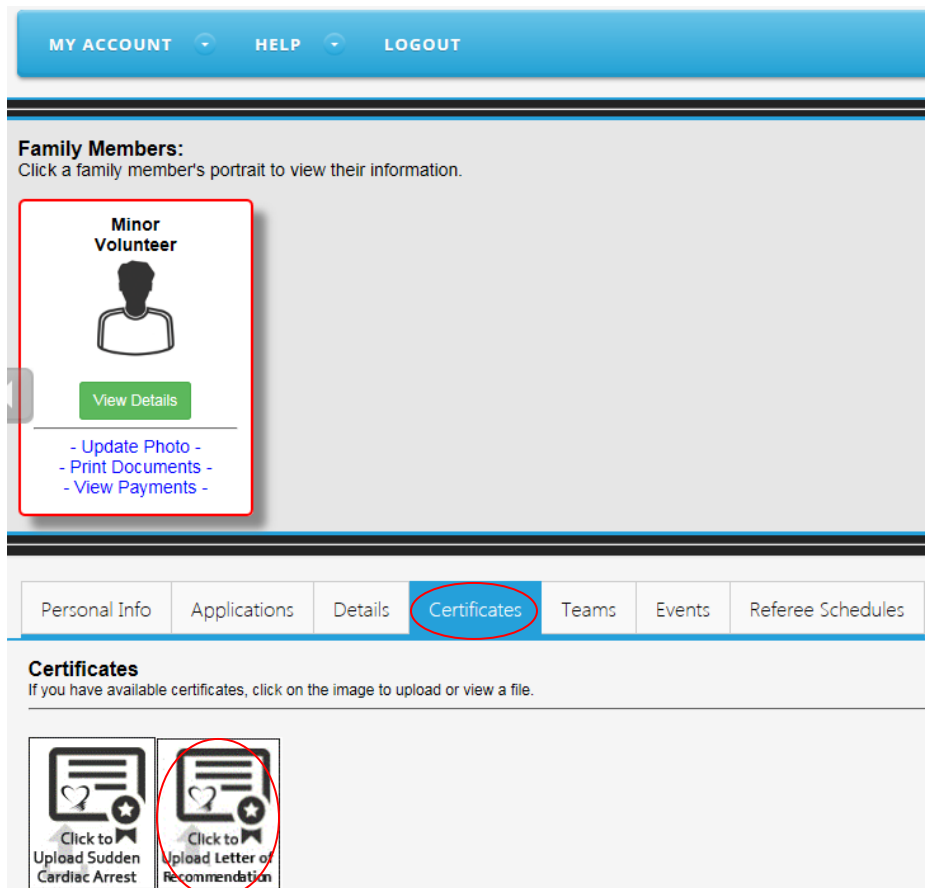 MY ACCOUNT HELP LOGOUT
Family Members:
Click a family member's portrait to view their information.
Minor
Volunteer
View Details
- Update Photo -
- Print Documents -
- View Payments -
Personal Info Applications Details Certificates Teams Events Referee Schedules
Certificates
If you have available certificates, click on the image to upload or view a file.
Click to
Upload Sudden
Cardiac Arrest
Click to
Upload Letter of
Recommendation